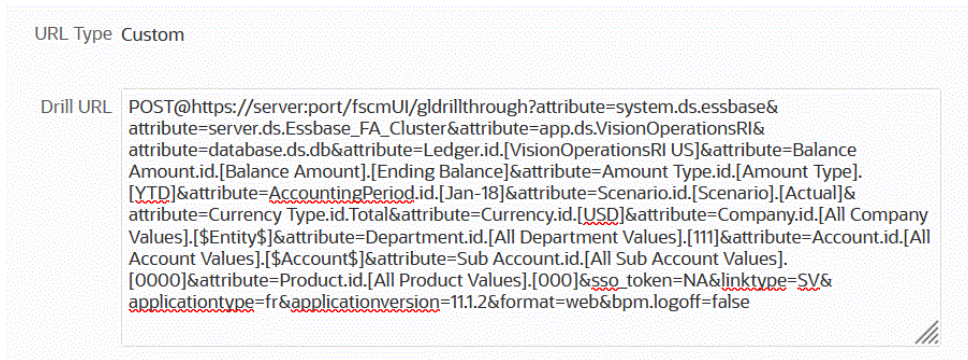 URL Type Custom
Drill URL POST@https://server:port/fscmUI/gldrillthrough?attribute=system.ds.essbase&
attribute=server.ds.Essbase_FA_Cluster&attribute=app.ds.VisionOperationsRI&
attribute=database.ds.db&attribute=Ledger.id.[VisionOperationsRI US]&attribute=Balance
Amount.id.[Balance Amount].[Ending Balance]&attribute=Amount Type.id.[Amount Type].
[YTD]&attribute=AccountingPeriod.id.[Jan-18]&attribute=Scenario.id.[Scenario].[Actual]&
attribute=Currency Type.id.Total&attribute=Currency.id.[USD]&attribute=Company.id.[All Company
Values].[$Entity$]&attribute=Department.id.[All Department Values].[111]&attribute=Account.id.[All
Account Values].[$Account$]&attribute=Sub Account.id.[All Sub Account Values].
[0000]&attribute=Product.id.[All Product Values].[000]&sso_token=NA&linktype=SV&
applicationtype=fr&applicationversion=11.1.2&format=web&bpm.logoff=false